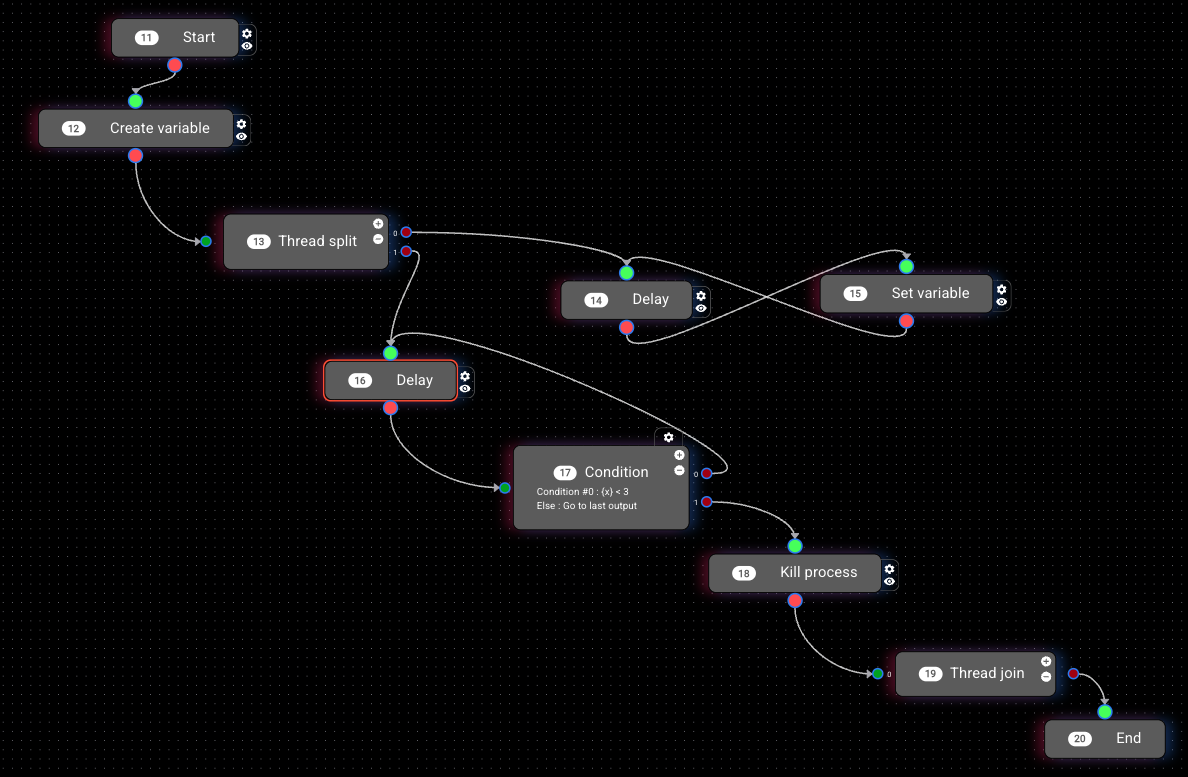 11 Start
12 Create variable
13 Thread split
0
1
14 Delay
15 Set variable
16 Delay
17 Condition
Condition #0 : {x} < 3
Else : Go to last output
0
1
18 Kill process
0
19 Thread join
20 End